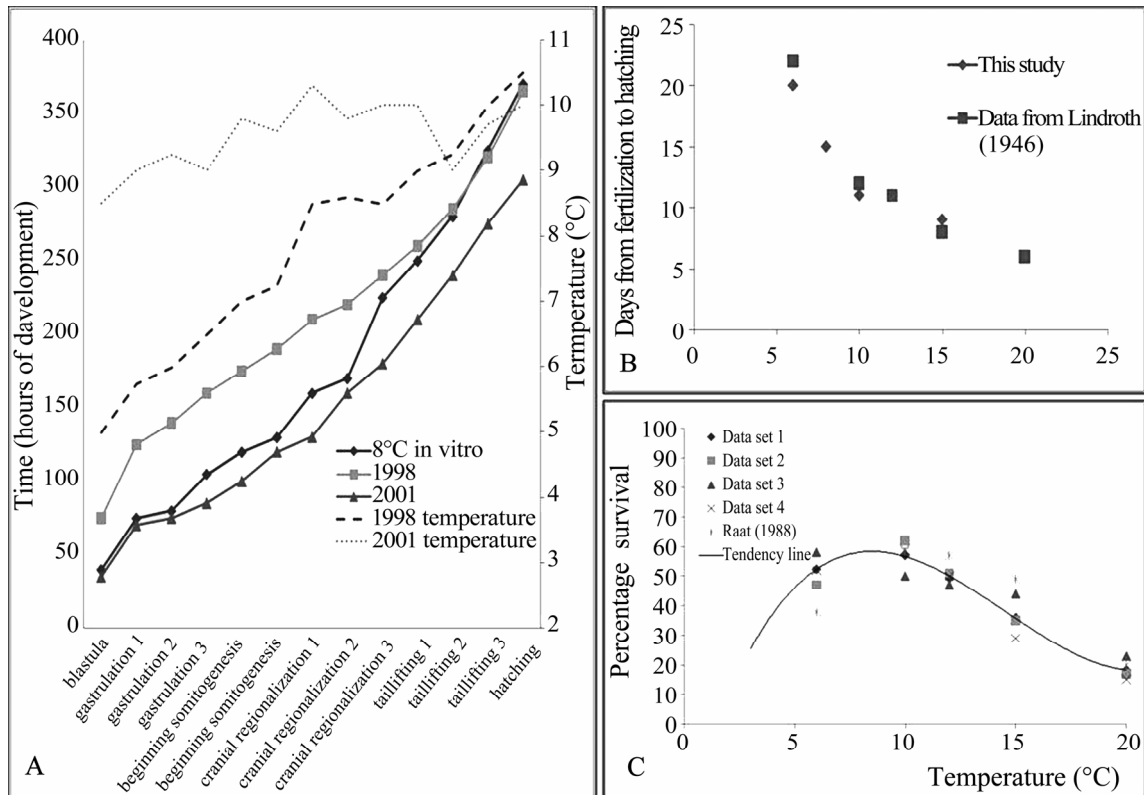 400
350
300
250
200
150
100
50
0
Time (hours of davelopment)
11
10
9
8
7
6
5
4
3
2
Termperature (°C)
8°C in vitro
1998
2001
1998 temperature
2001 temperature
blastula
gastrulation 1
gastrulation 2
gastrulation 3
beginning somitogenesis
beginning somitogenesis
cranial regionalization 1
cranial regionalization 2
cranial regionalization 3
taillifting 1
taillifting 2
taillifting 3
hatching
A
Days from fertilization to hatching
25
20
15
10
5
0
This study
Data from Lindroth
(1946)
0
5
10
15
20
25
B
Percentage survival
100
90
80
70
60
50
40
30
20
10
0
Data set 1
Data set 2
Data set 3
Data set 4
Raat (1988)
Tendency line
0
5
10
15
20
Temperature (°C)
C